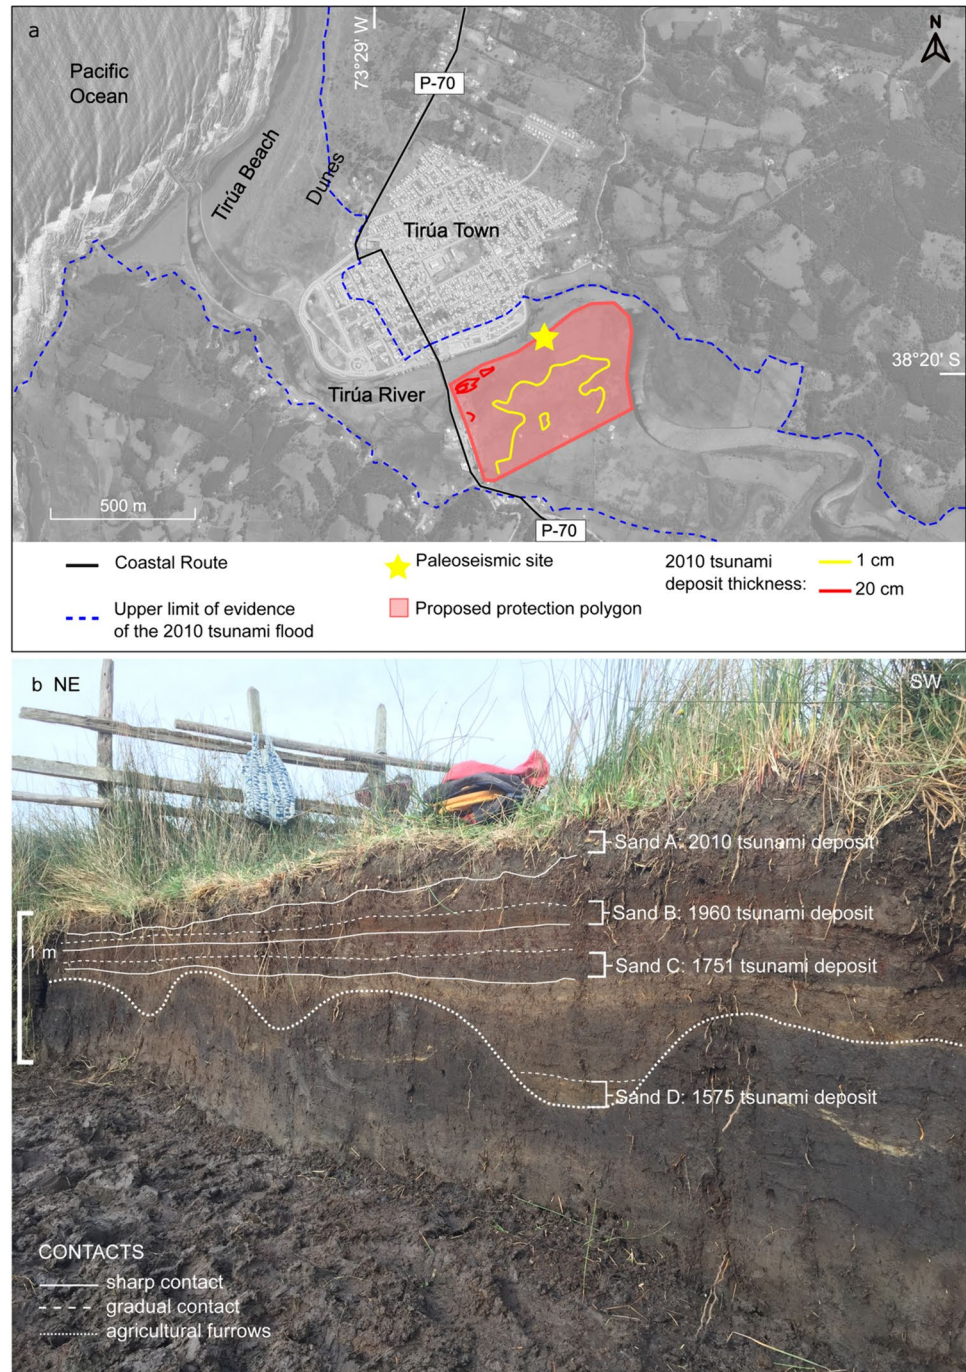 a
N
73°29' W
Pacific
Ocean
P-70
Tirúa Beach
Dunes
Tirúa Town
38°20' S
Tirúa River
500 m
P-70
Coastal Route
Paleoseismic site
2010 tsunami
deposit thickness:
1 cm
20 cm
Upper limit of evidence
of the 2010 tsunami flood
Proposed protection polygon
b NE
SW
Sand A: 2010 tsunami deposit
Sand B: 1960 tsunami deposit
1 m
Sand C: 1751 tsunami deposit
Sand D: 1575 tsunami deposit
CONTACTS
sharp contact
gradual contact
agricultural furrows